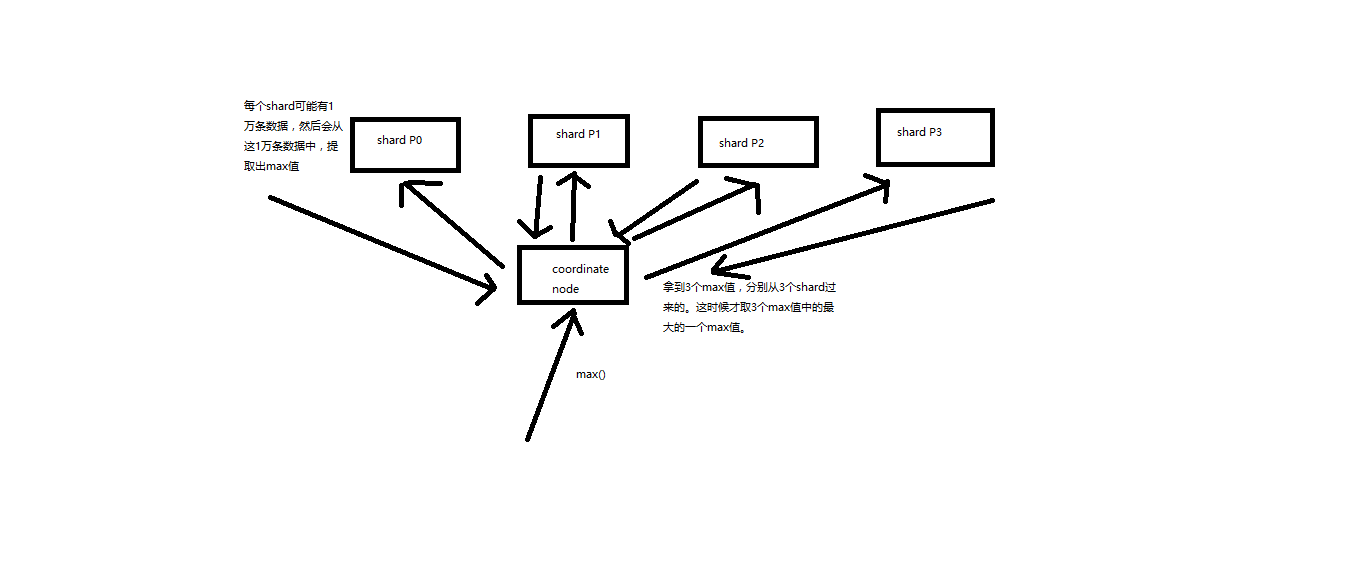 每个shard可能有1
万条数据，然后会从
这1万条数据中，提
取出max值
shard P0
shard P1
shard P2
shard P3
coordinate
node
拿到3个max值，分别从3个shard过
来的。这时候才取3个max值中的最
大的一个max值。
max()